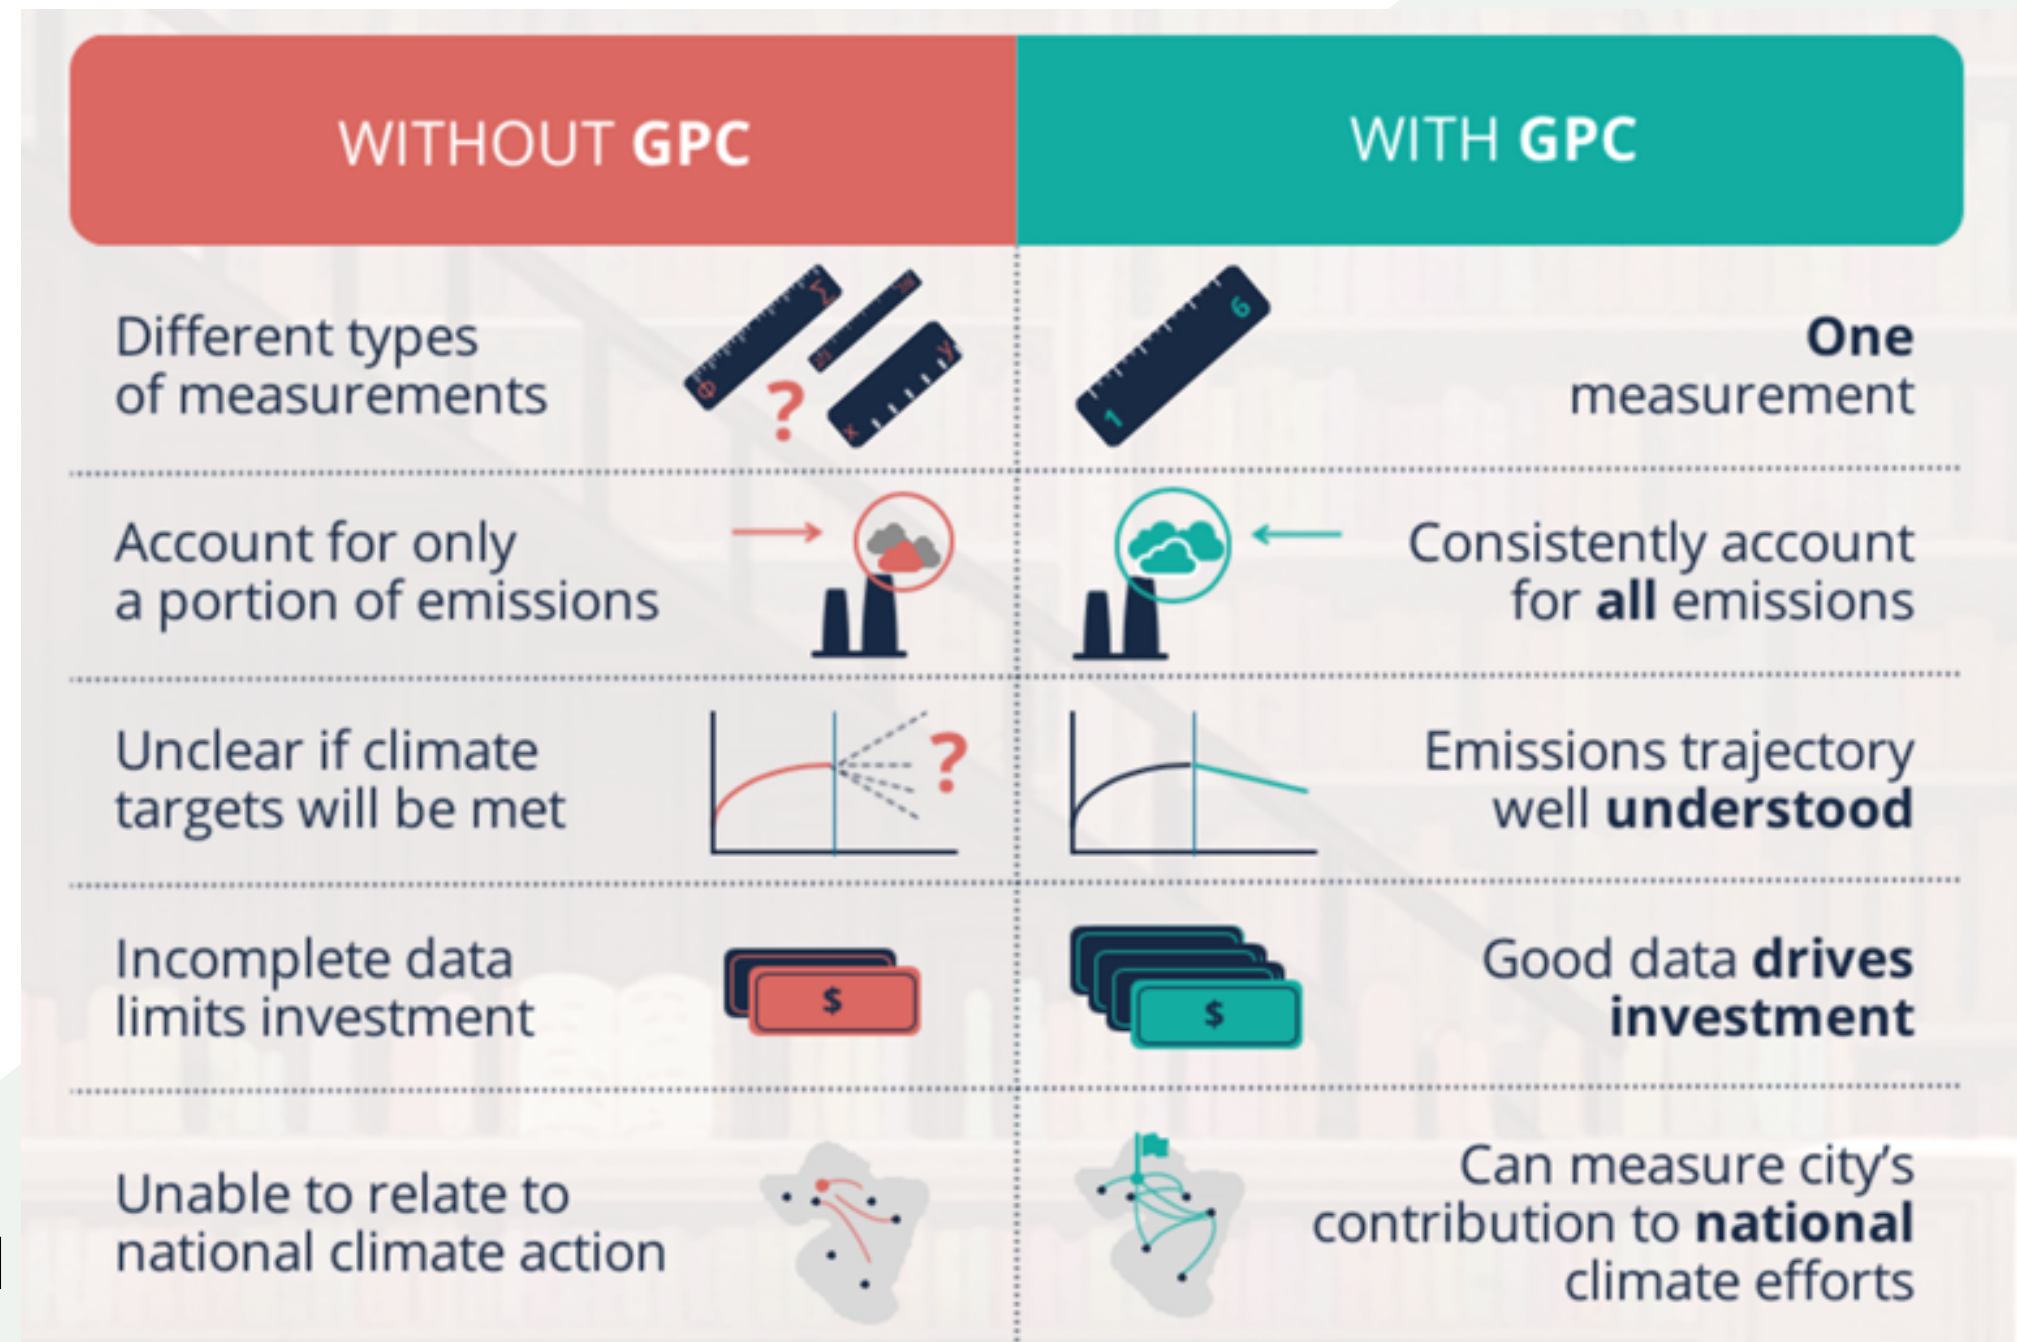 WITHOUT GPC
WITH GPC
Different types
of measurements
One
measurement
Account for only
a portion of emissions
Consistently account
for all emissions
Unclear if climate
targets will be met
?
Emissions trajectory
well understood
Incomplete data
limits investment
$
$
Good data drives
investment
Unable to relate to
national climate action
Can measure city's
contribution to national
climate efforts